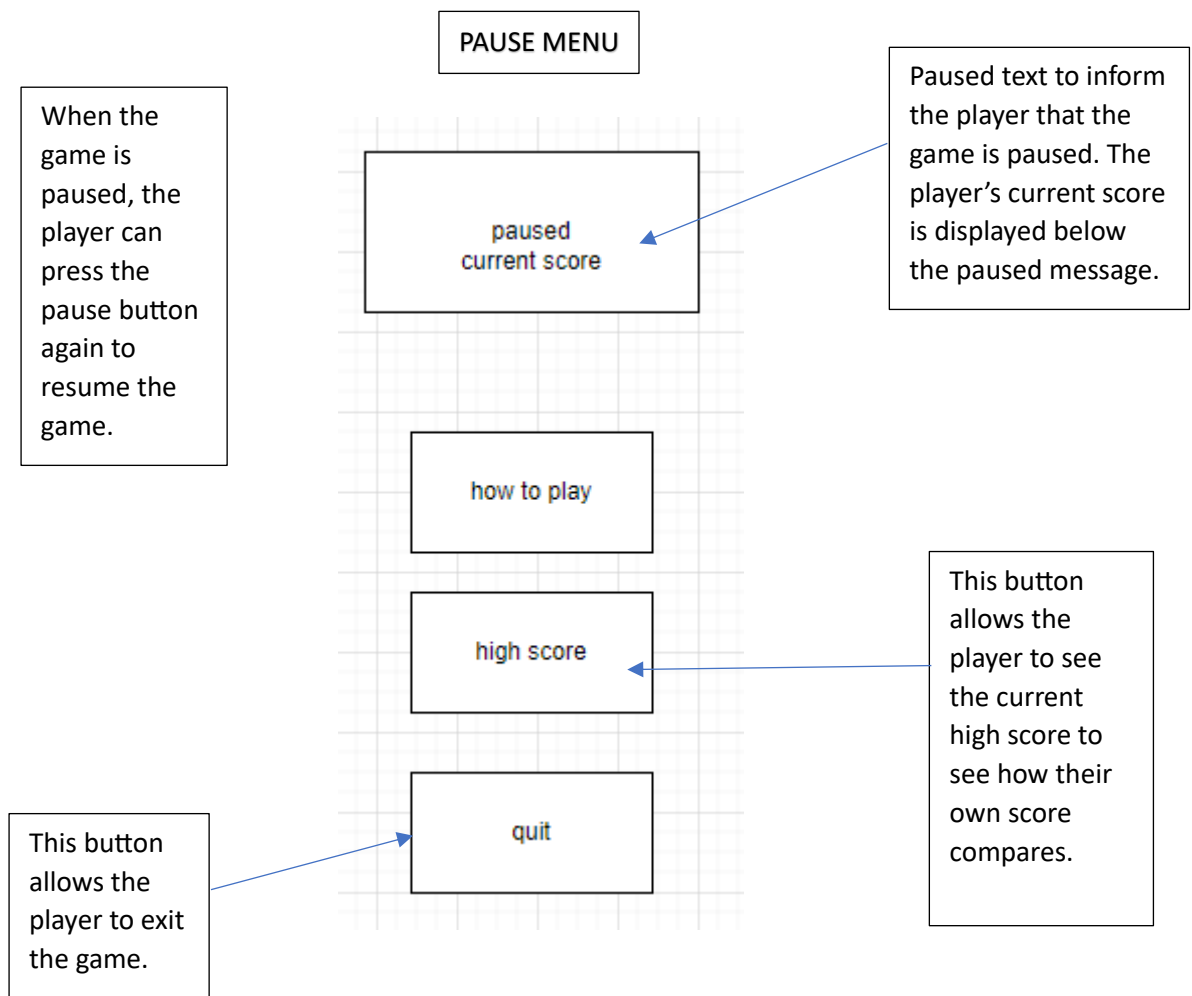 PAUSE MENU
When the
game is
paused, the
player can
press the
pause button
again to
resume the
game.
Paused text to inform
the player that the
game is paused. The
player’s current score
is displayed below
the paused message.
paused
current score
how to play
high score
This button
allows the
player to see
the current
high score to
see how their
own score
compares.
quit
This button
allows the
player to exit
the game.